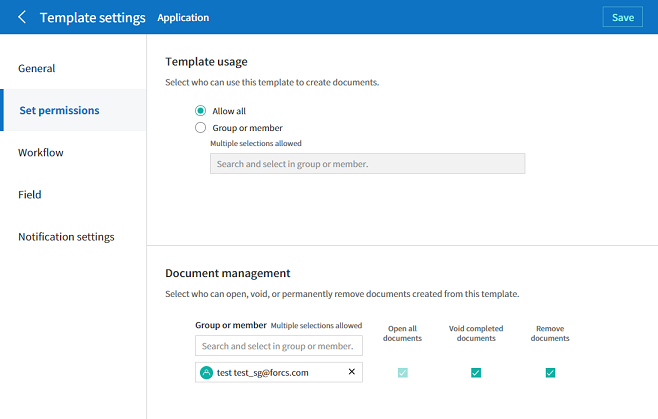 Template settings Application Save
General
Set permissions
Workflow
Field
Notification settings
Template usage
Select who can use this template to create documents.
Allow all
Group or member
Multiple selections allowed
Search and select in group or member.
Document management
Select who can open, void, or permanently remove documents created from this template.
Group or member Multiple selections allowed
Open all
documents
Void completed
documents
Remove
documents
Search and select in group or member.
test test_sg@forcs.com